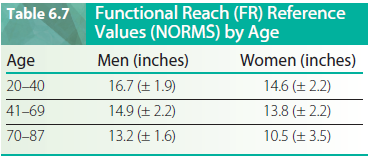 Table 6.7 Functional Reach (FR) Reference
Values (NORMS) by Age
Age Men (inches) Women (inches)
20–40 16.7 (± 1.9) 14.6 (± 2.2)
41–69 14.9 (± 2.2) 13.8 (± 2.2)
70–87 13.2 (± 1.6) 10.5 (± 3.5)